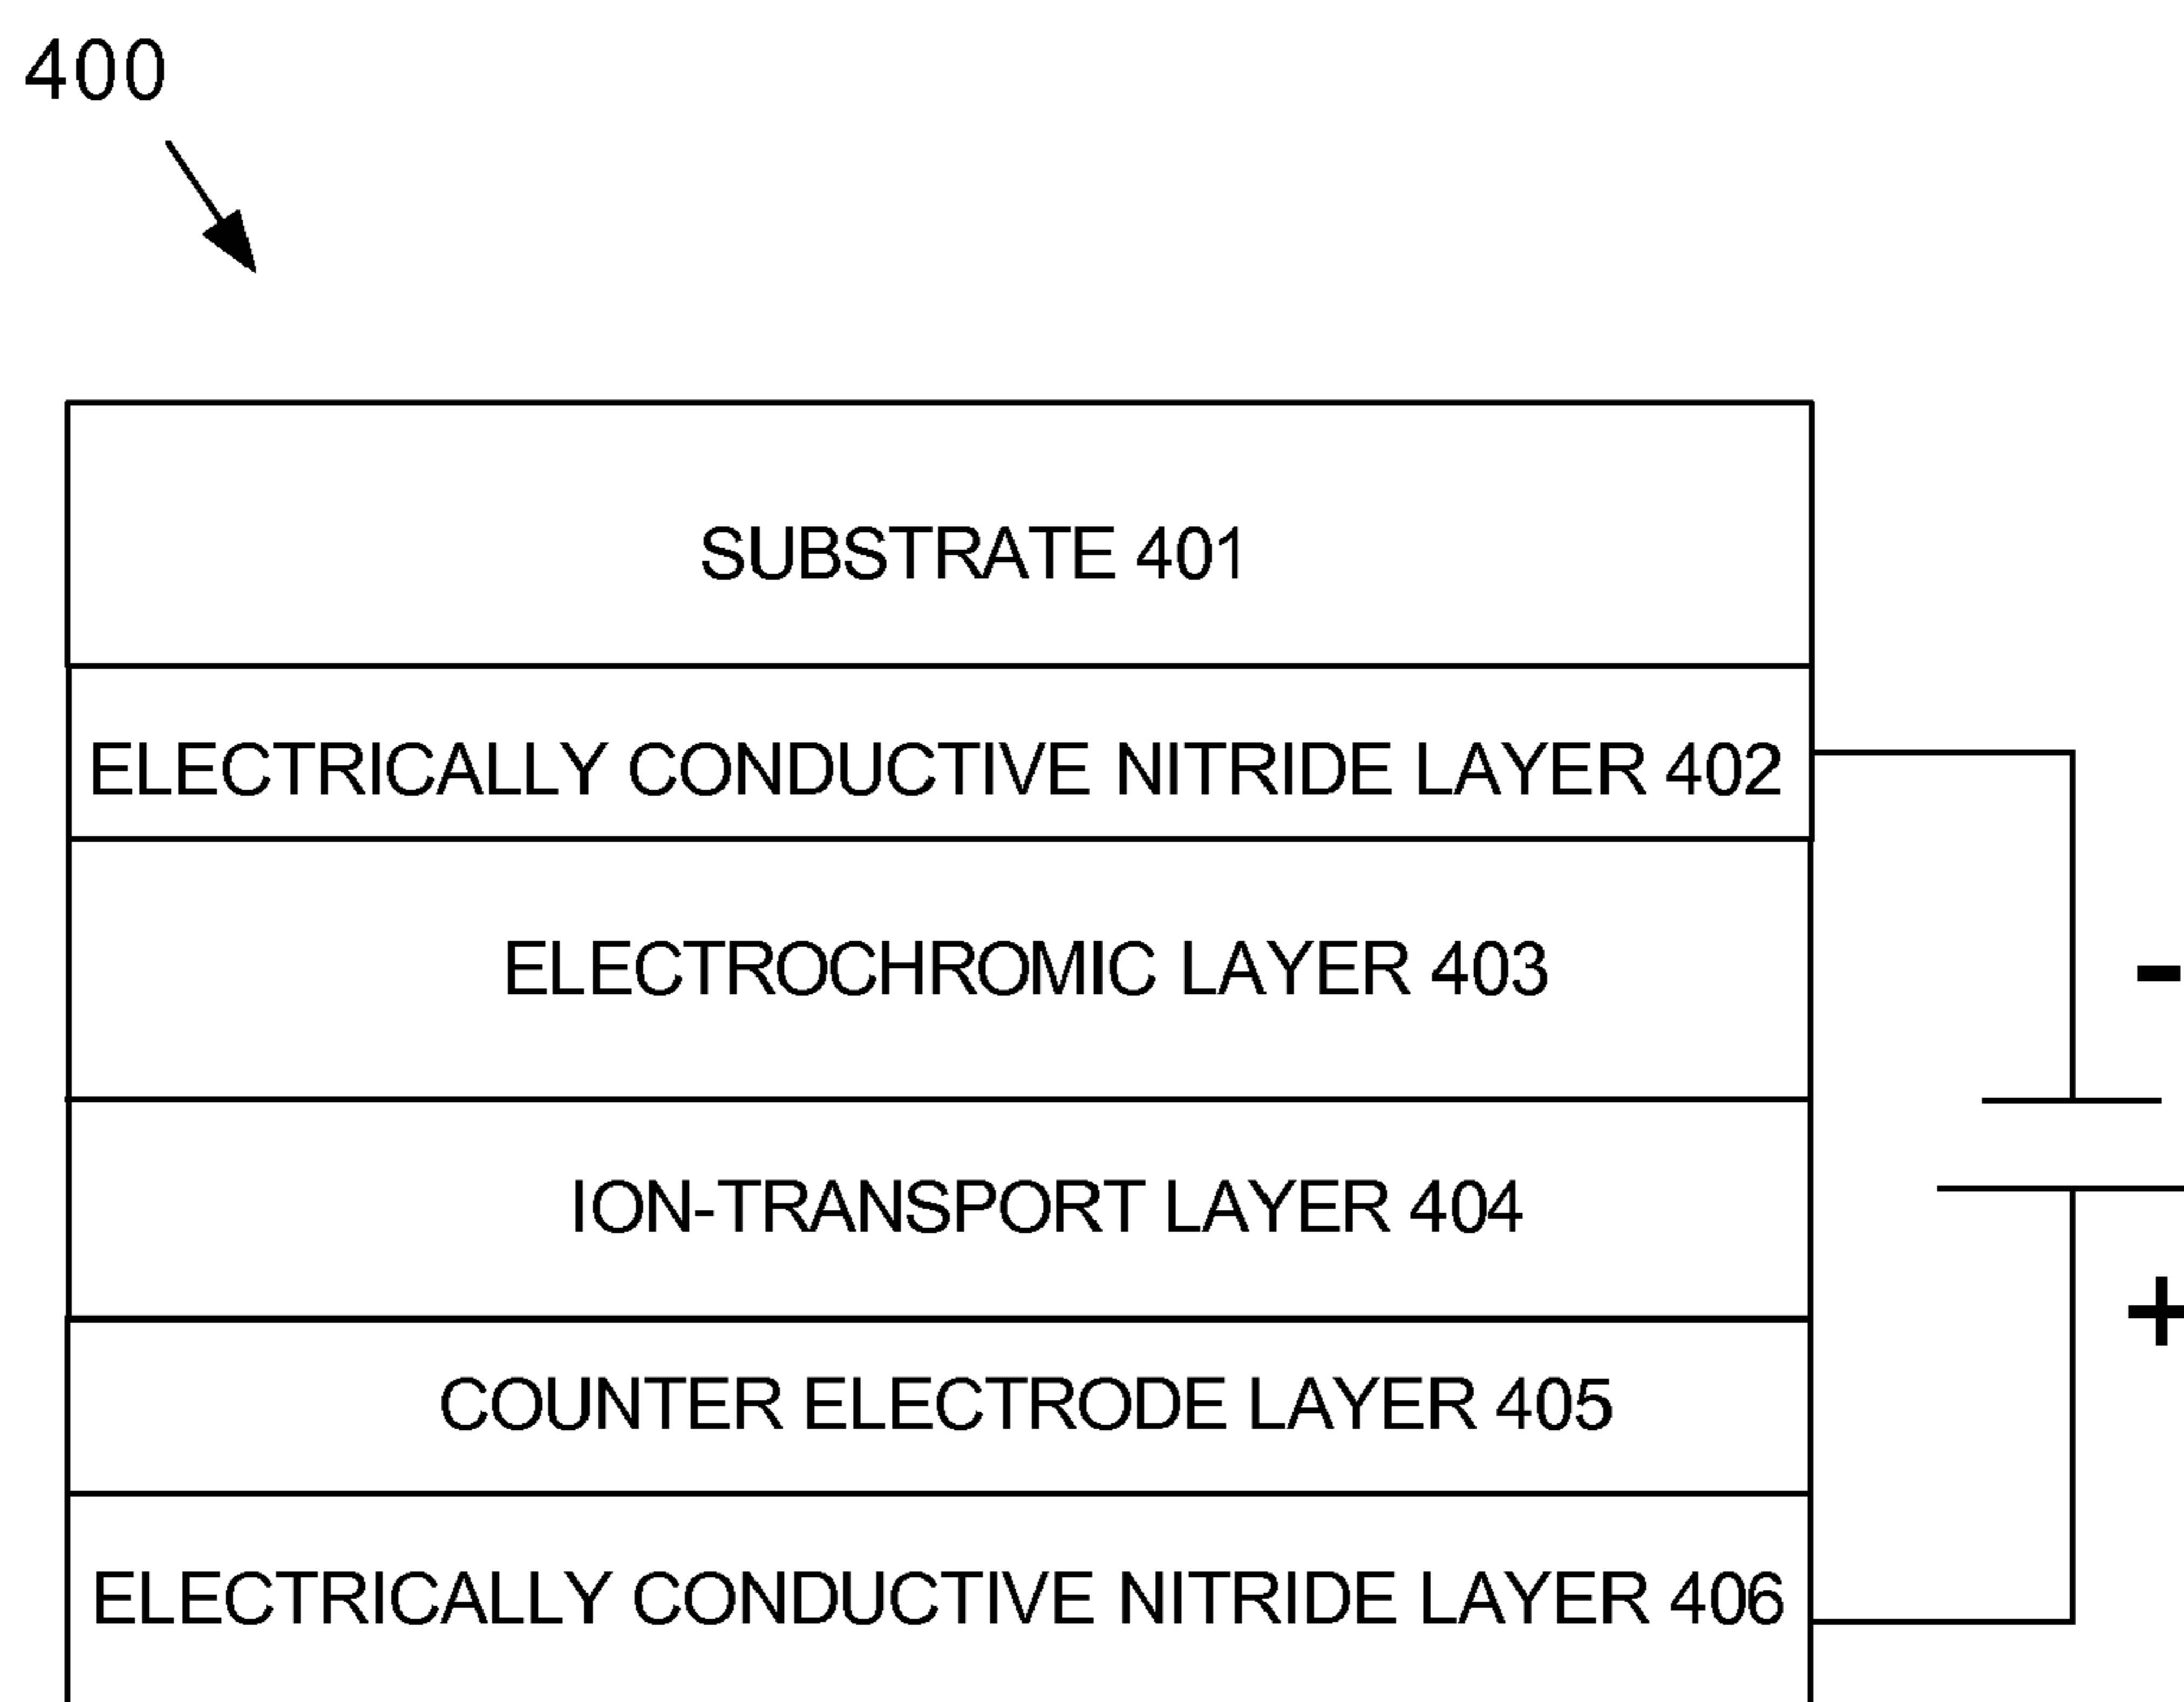 400
SUBSTRATE 401
ELECTRICALLY CONDUCTIVE NITRIDE LAYER 402
ELECTROCHROMIC LAYER 403
-
ION-TRANSPORT LAYER 404
+
COUNTER ELECTRODE LAYER 405
ELECTRICALLY CONDUCTIVE NITRIDE LAYER 406